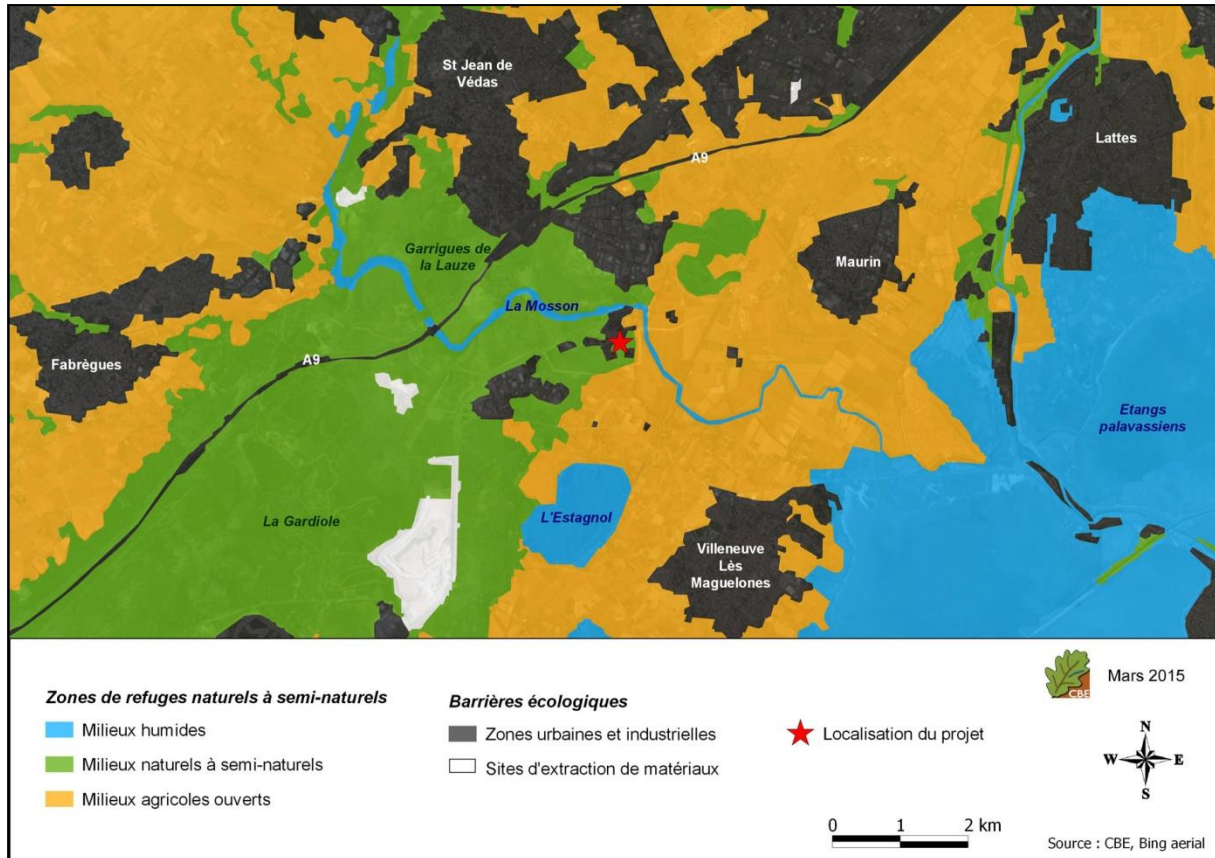 St Jean de
Védas
Lattes
A9
Garrigues de
la Lauze
Maurin
La Mosson
Fabrègues
A9
Etangs
palavassiens
La Gardiole
L'Estagnol
Villeneuve
Lès
Maguelones
Zones de refuges naturels à semi-naturels
Milieux humides
Milieux naturels à semi-naturels
Milieux agricoles ouverts
Barrières écologiques
Zones urbaines et industrielles
Sites d'extraction de matériaux
Localisation du projet
CBE
Mars 2015
N
W E
S
0 1 2 km
Source : CBE, Bing aerial